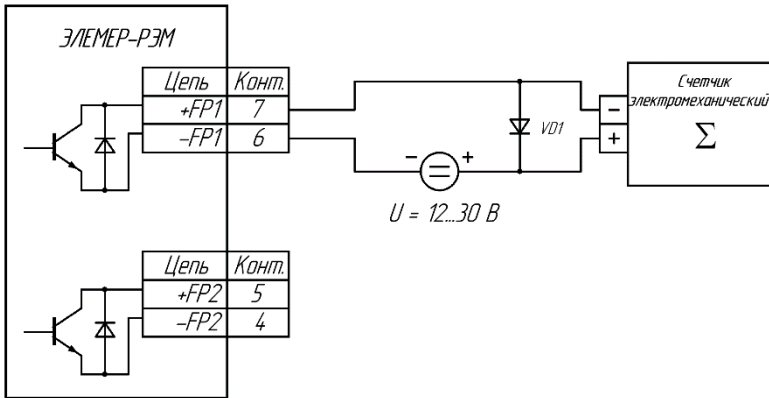 ЭЛЕМЕР-РЭМ
Цепь Конт.
+FP1 7
-FP1 6
- +
U = 12...30 В
VD1
-
+
Счетчик
электромеханический
Σ
Цепь Конт.
+FP2 5
-FP2 4